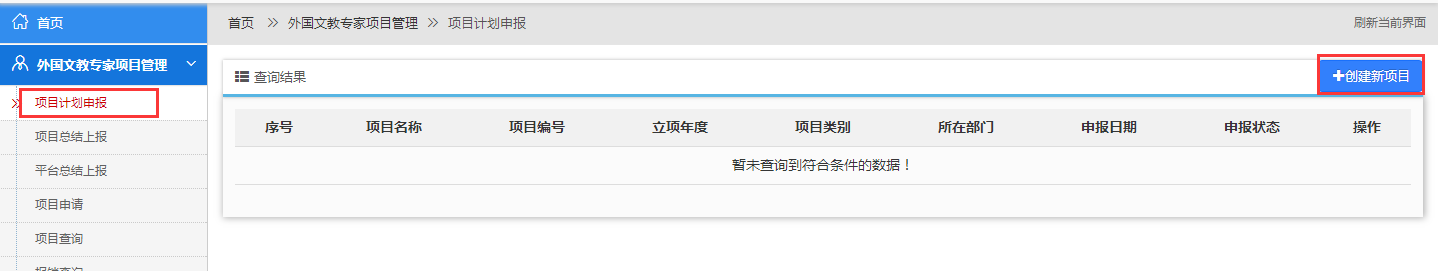 首页
外国文教专家项目管理
项目计划申报
项目总结上报
平台总结上报
项目申请
项目查询
报销查询
首页 >> 外国文教专家项目管理 >> 项目计划申报
刷新当前界面
查询结果
+创建新项目
序号 项目名称 项目编号 立项年度 项目类别 所在部门 申报日期 申报状态 操作
暂未查询到符合条件的数据！